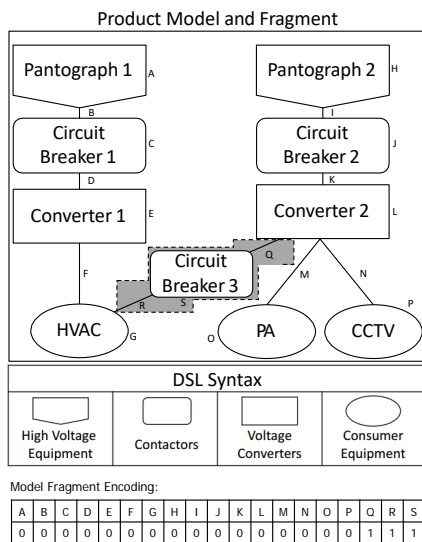 Product Model and Fragment
Pantograph 1 A Pantograph 2 H
B I
Circuit Breaker 1 C Circuit Breaker 2 J
D K
Converter 1 E Converter 2 L
F Circuit Breaker 3 Q M N
R S P
HVAC G O PA CCTV
DSL Syntax
High Voltage Equipment Contactors Voltage Converters Consumer Equipment
Model Fragment Encoding:
A B C D E F G H I J K L M N O P Q R S
0 0 0 0 0 0 0 0 0 0 0 0 0 0 0 0 1 1 1